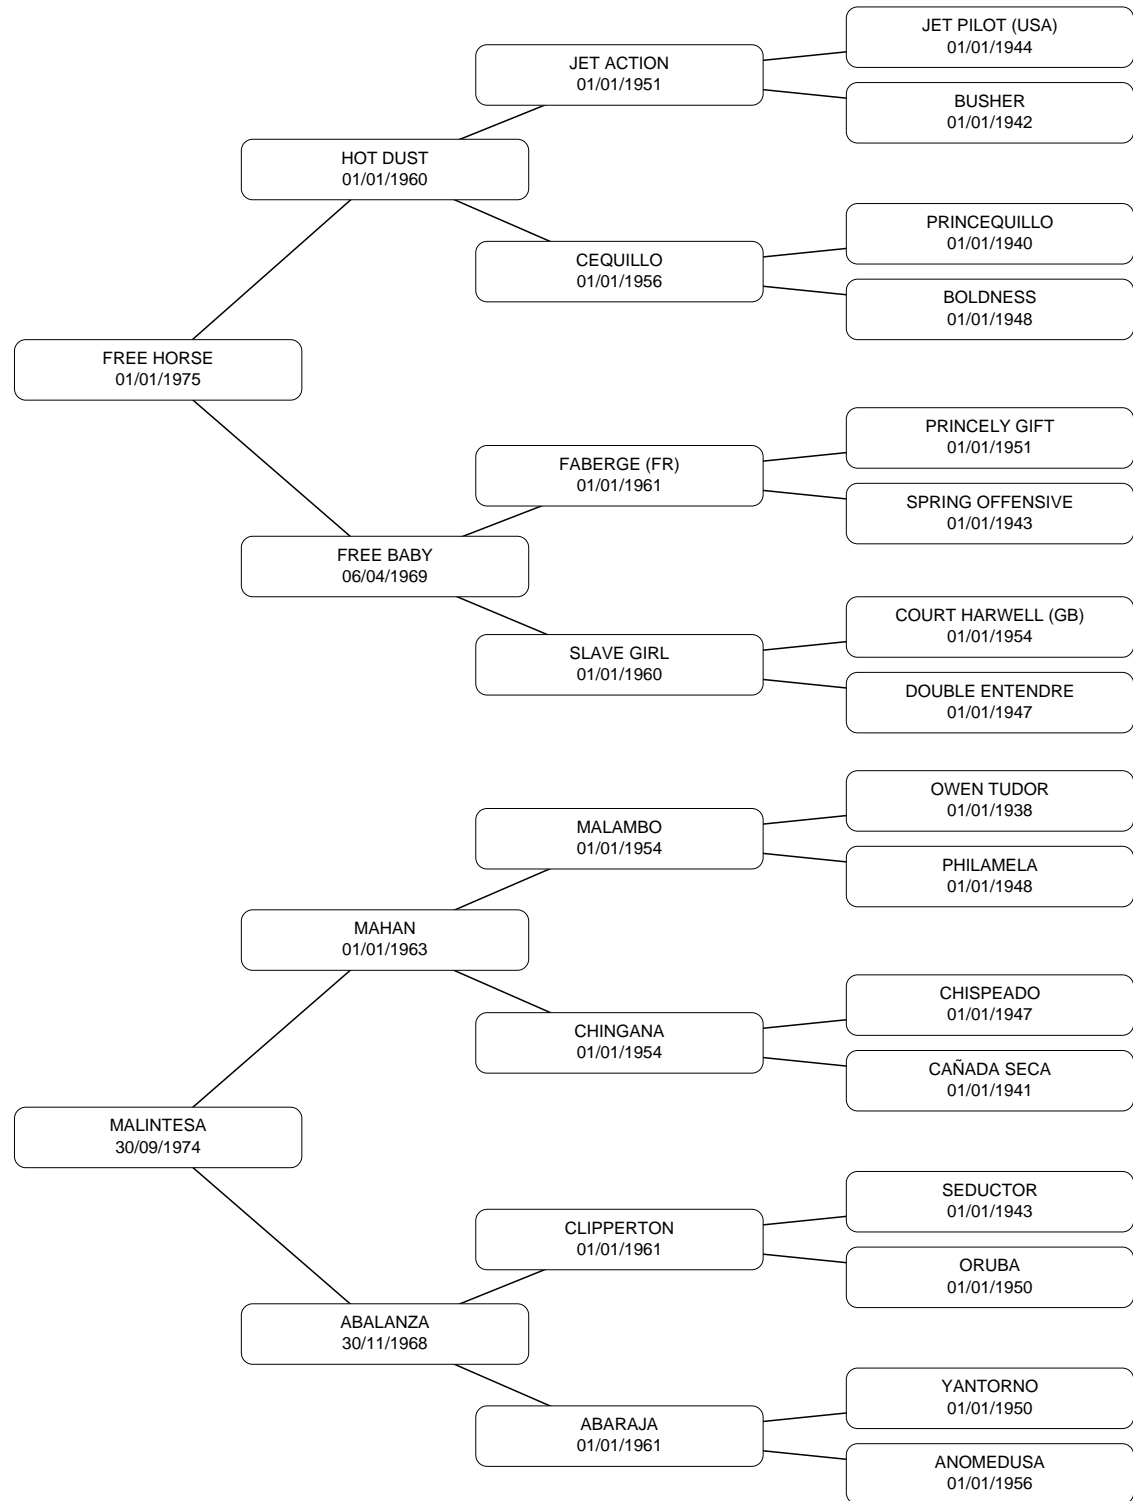 JET PILOT (USA)
01/01/1944
JET ACTION
01/01/1951
BUSHER
01/01/1942
HOT DUST
01/01/1960
PRINCEQUILLO
01/01/1940
CEQUILLO
01/01/1956
BOLDNESS
01/01/1948
FREE HORSE
01/01/1975
PRINCELY GIFT
01/01/1951
FABERGE (FR)
01/01/1961
SPRING OFFENSIVE
01/01/1943
FREE BABY
06/04/1969
COURT HARWELL (GB)
01/01/1954
SLAVE GIRL
01/01/1960
DOUBLE ENTENDRE
01/01/1947
OWEN TUDOR
01/01/1938
MALAMBO
01/01/1954
PHILAMELA
01/01/1948
MAHAN
01/01/1963
CHISPEADO
01/01/1947
CHINGANA
01/01/1954
CAÑADA SECA
01/01/1941
MALINTESA
30/09/1974
SEDUCTOR
01/01/1943
CLIPPERTON
01/01/1961
ORUBA
01/01/1950
ABALANZA
30/11/1968
YANTORNO
01/01/1950
ABARAJA
01/01/1961
ANOMEDUSA
01/01/1956